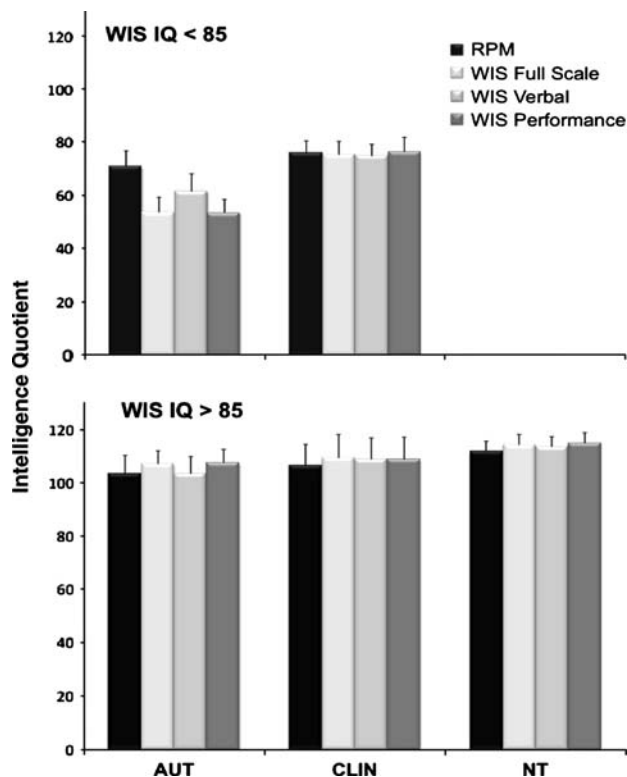 WIS IQ < 85
RPM
WIS Full Scale
WIS Verbal
WIS Performance
120
100
80
60
40
20
0
Intelligence Quotient
WIS IQ > 85
120
100
80
60
40
20
0
AUT CLIN NT